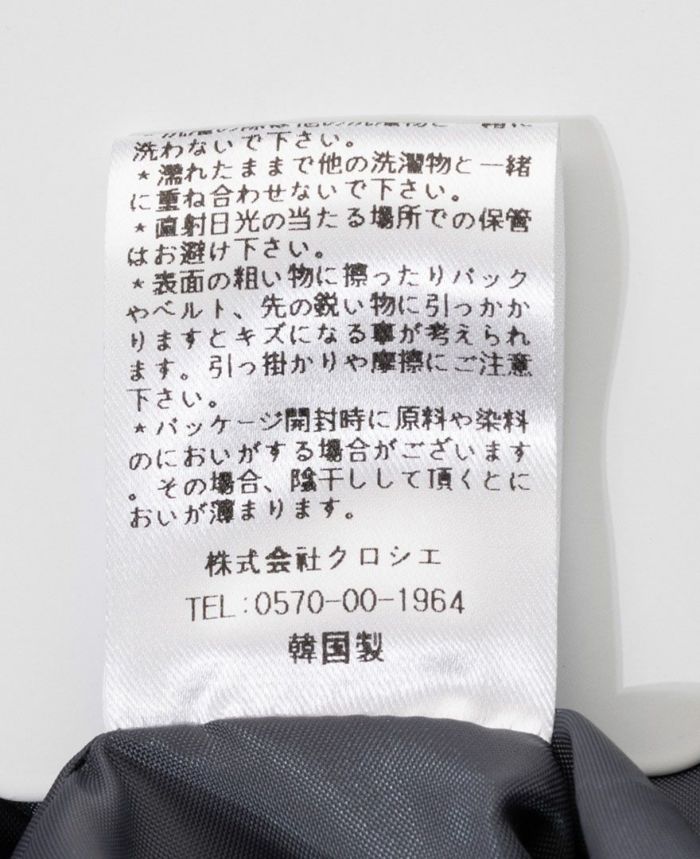 洗わないで下さい。
*濡れたままで他の洗濯物と一緒
に重ね合わせないで下さい。
*直射日光の当たる場所での保管
はお避け下さい。
*表面の粗い物に擦ったりバック
やベルト、先の鋭い物に引っかか
りますとキズになる事が考えられ
ます。引っ掛かりや摩擦にご注意
下さい。
*パッケージ開封時に原料や染料
のにおいがする場合がございます
。その場合、陰干しして頂くとに
おいが薄まります。
株式会社クロシエ
TEL:0570-00-1964
韓国製